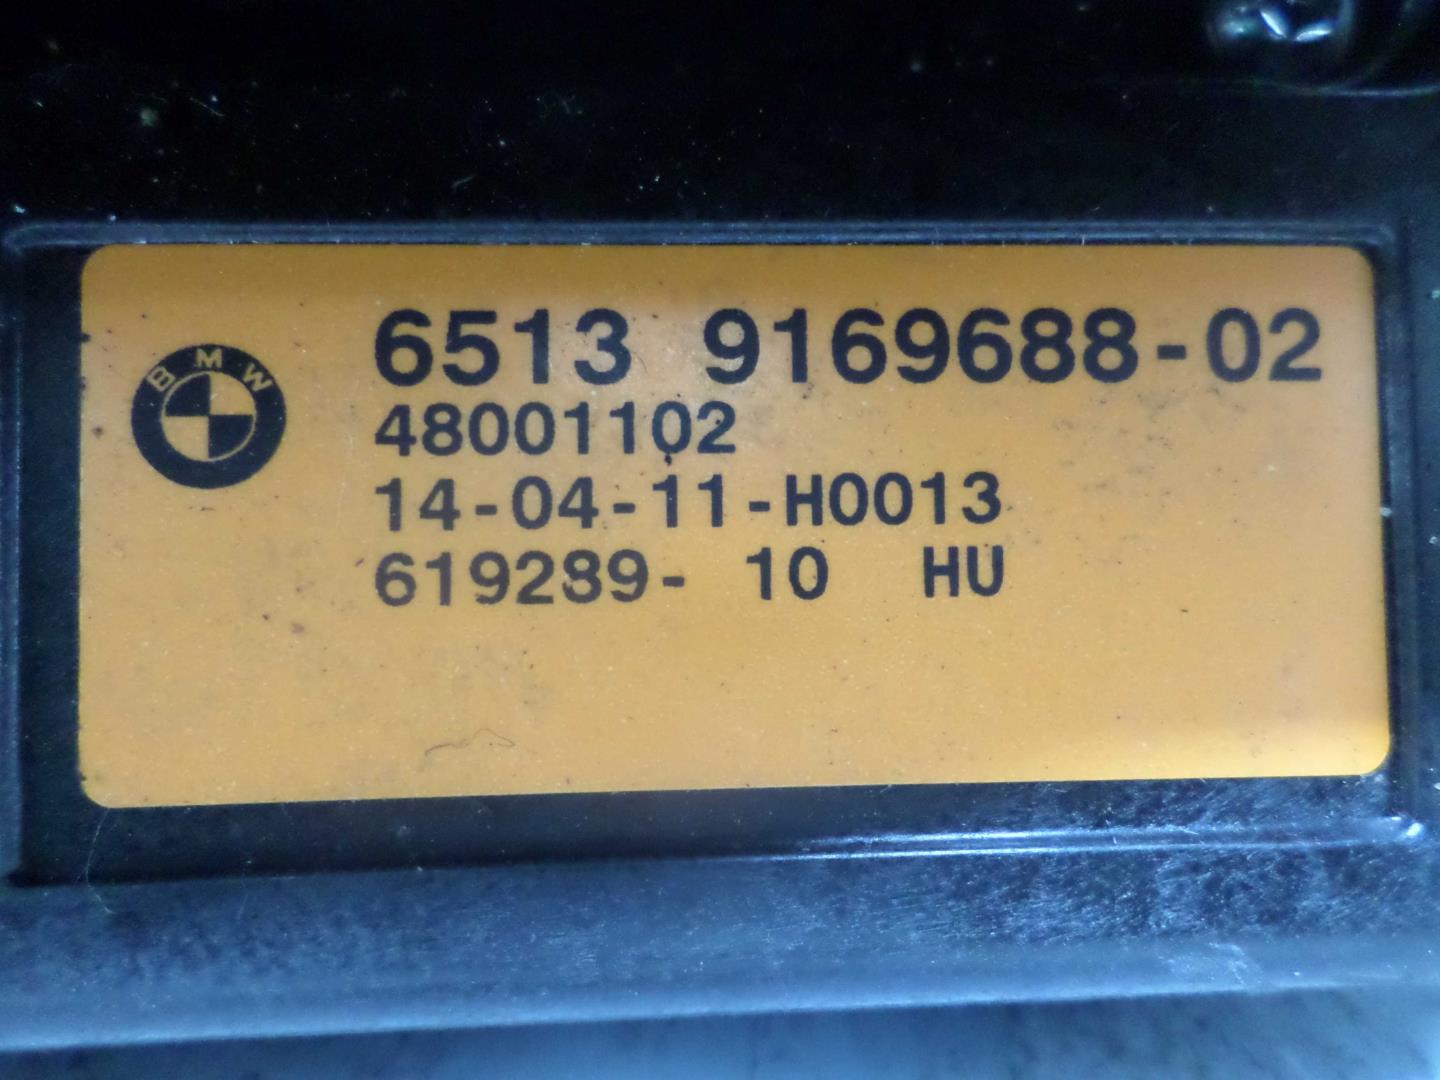 BMW
6513 9169688-02
48001102
14-04-11-H0013
619289- 10 HU